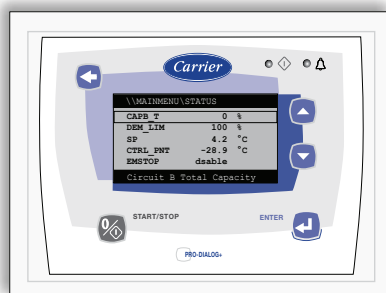 Carrier
\\MAINMENU\STATUS
CAPB_T 0 %
DEM_LIM 100 %
SP 4.2 °C
CTRL_PNT -28.9 °C
EMSTOP dsable
Circuit B Total Capacity
START/STOP
ENTER
PRO-DIALOG+